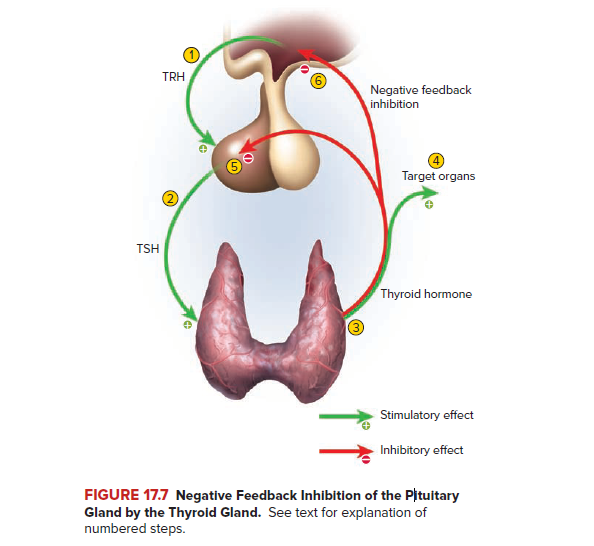 1
TRH
6
Negative feedback
inhibition
5
4
Target organs
2
TSH
Thyroid hormone
3
Stimulatory effect
Inhibitory effect
FIGURE 17.7 Negative Feedback Inhibition of the Pituitary
Gland by the Thyroid Gland. See text for explanation of
numbered steps.